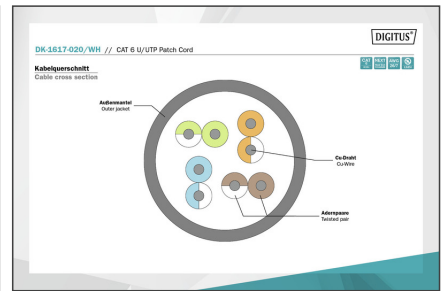 DIGITUS®
DK-1617-020/WH // CAT 6 U/UTP Patch Cord
Kabelquerschnitt
Cable cross section
Außenmantel
Outer jacket
Cu-Draht
Cu-Wire
Adernpaare
Twisted pair